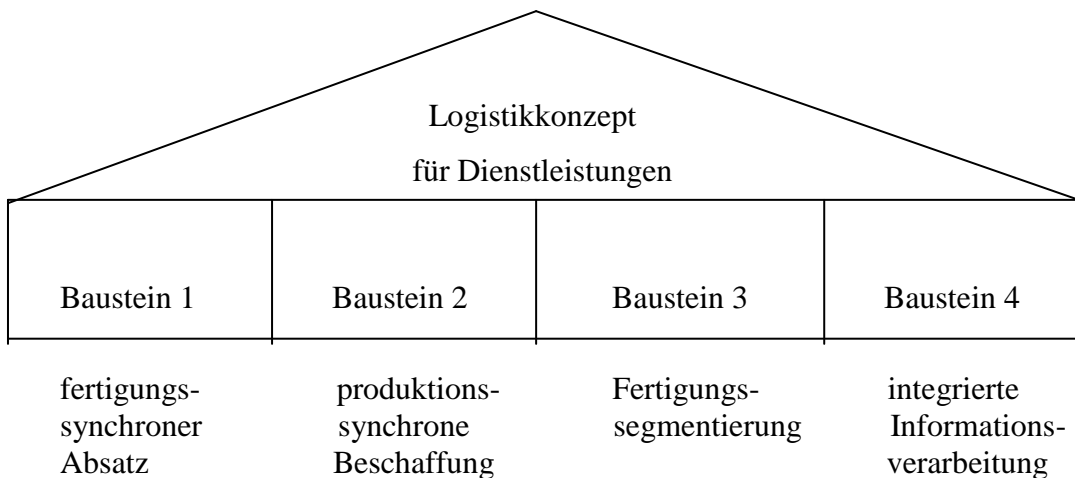 Logistikkonzept
für Dienstleistungen
Baustein 1
Baustein 2
Baustein 3
Baustein 4
fertigungs-
synchroner
Absatz
produktions-
synchrone
Beschaffung
Fertigungs-
segmentierung
integrierte
Informations-
verarbeitung